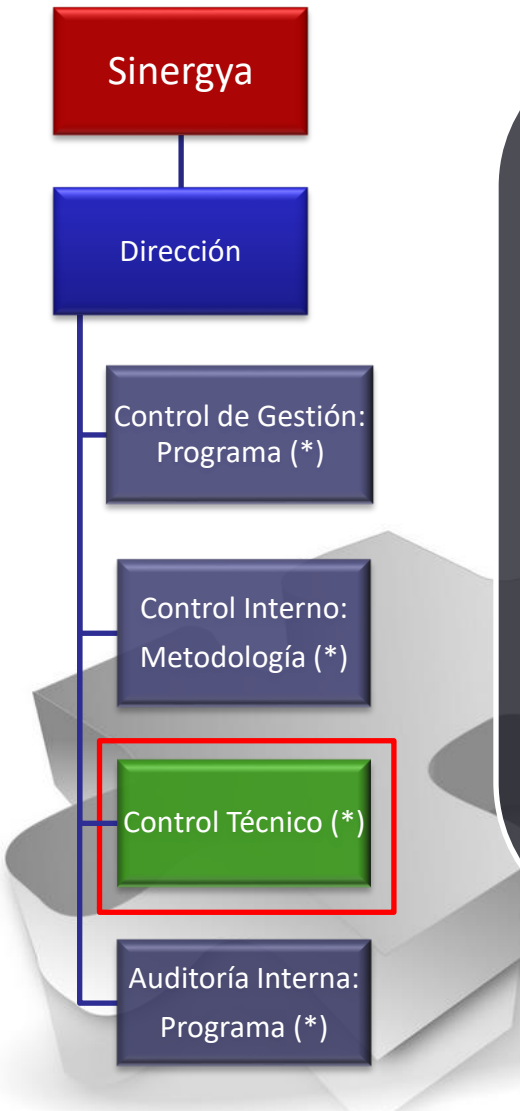 Sinergya
Dirección
Control de Gestión:
Programa (*)
Control Interno:
Metodología (*)
Control Técnico (*)
Auditoría Interna:
Programa (*)